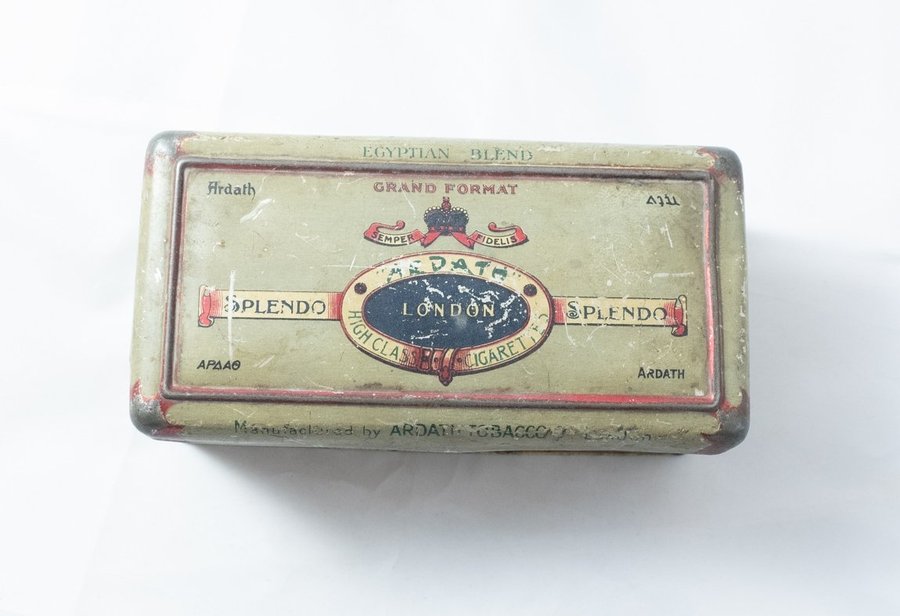 EGYPTIAN BLEND
GRAND FORMAT
Ardath
SEMPER FIDELIS
"ARDATH"
SPLENDO LONDON SPLENDO
HIGH CLASS CIGARETTES
ΑΡΔΑΘ
ARDATH
Manufactured by ARDATH TOBACCO LONDON